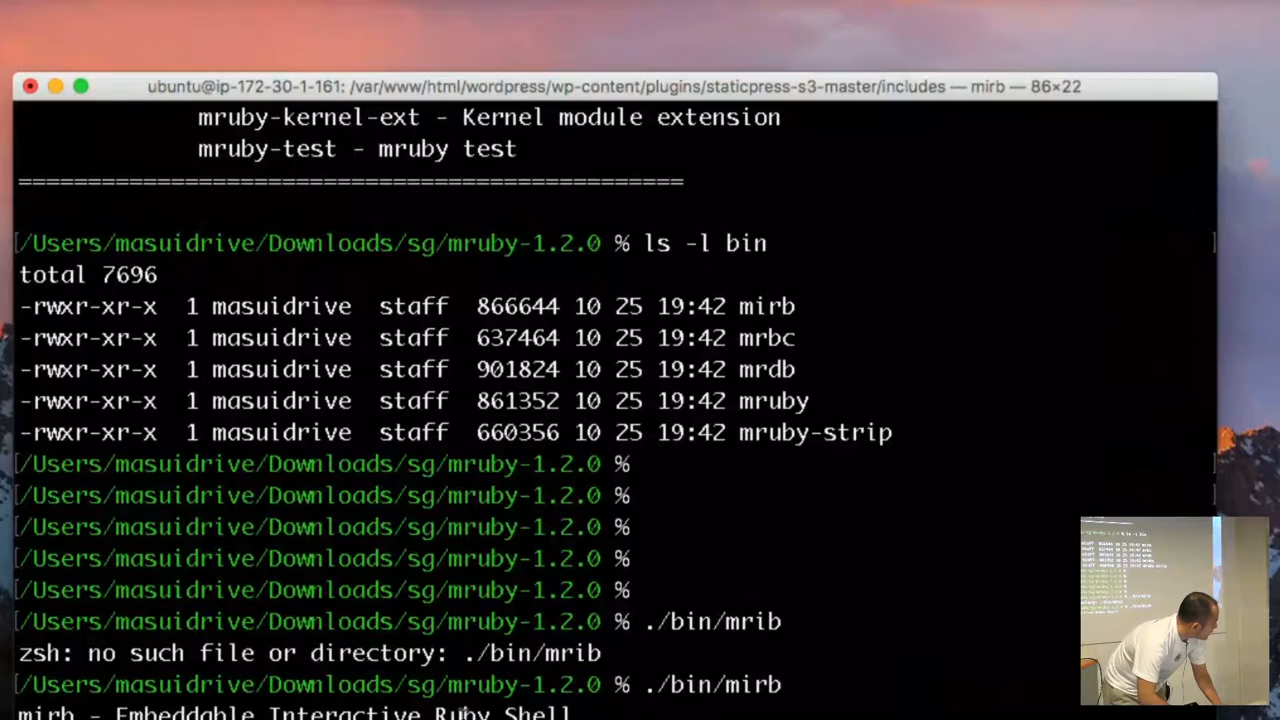 ubuntu@ip-172-30-1-161: /var/www/html/wordpress/wp-content/plugins/staticpress-s3-master/includes — mirb — 86×22
mruby-kernel-ext - Kernel module extension
mruby-test - mruby test
================================================
[/Users/masuidrive/Downloads/sg/mruby-1.2.0 % ls -l bin ]
total 7696
-rwxr-xr-x 1 masuidrive staff 866644 10 25 19:42 mirb
-rwxr-xr-x 1 masuidrive staff 637464 10 25 19:42 mrbc
-rwxr-xr-x 1 masuidrive staff 901824 10 25 19:42 mrdb
-rwxr-xr-x 1 masuidrive staff 861352 10 25 19:42 mruby
-rwxr-xr-x 1 masuidrive staff 660356 10 25 19:42 mruby-strip
[/Users/masuidrive/Downloads/sg/mruby-1.2.0 % ]
[/Users/masuidrive/Downloads/sg/mruby-1.2.0 % ]
[/Users/masuidrive/Downloads/sg/mruby-1.2.0 %
[/Users/masuidrive/Downloads/sg/mruby-1.2.0 %
[/Users/masuidrive/Downloads/sg/mruby-1.2.0 %
[/Users/masuidrive/Downloads/sg/mruby-1.2.0 % ./bin/mrib
zsh: no such file or directory: ./bin/mrib
[/Users/masuidrive/Downloads/sg/mruby-1.2.0 % ./bin/mirb
mirb - Embeddable Interactive Ruby Shell